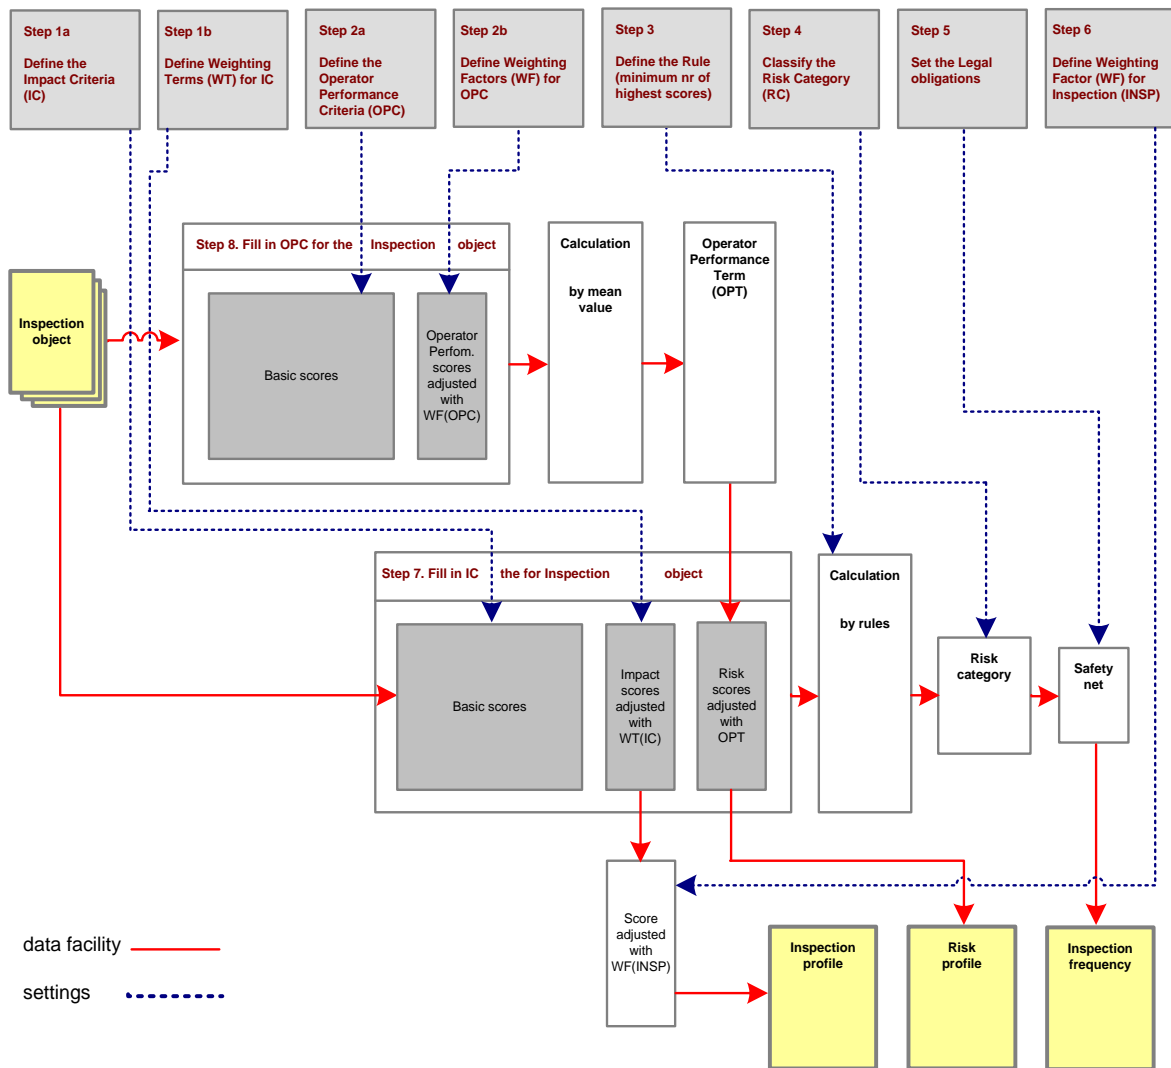 Step 1a
Define the
Impact Criteria
(IC)
Step 1b
Define Weighting
Terms (WT) for IC
Step 2a
Define the
Operator
Performance
Criteria (OPC)
Step 2b
Define Weighting
Factors (WF) for
OPC
Step 3
Define the Rule
(minimum nr of
highest scores)
Step 4
Classify the
Risk Category
(RC)
Step 5
Set the Legal
obligations
Step 6
Define Weighting
Factor (WF) for
Inspection (INSP)
Step 8. Fill in OPC for the Inspection object
Calculation
by mean
value
Operator
Performance
Term
(OPT)
Inspection
object
Basic scores
Operator
Perfom.
scores
adjusted
with
WF(OPC)
Step 7. Fill in IC the for Inspection object
Calculation
by rules
Basic scores
Impact
scores
adjusted
with
WT(IC)
Risk
scores
adjusted
with
OPT
Risk
category
Safety
net
Score
adjusted
with
WF(INSP)
Inspection
profile
Risk
profile
Inspection
frequency
data facility
settings